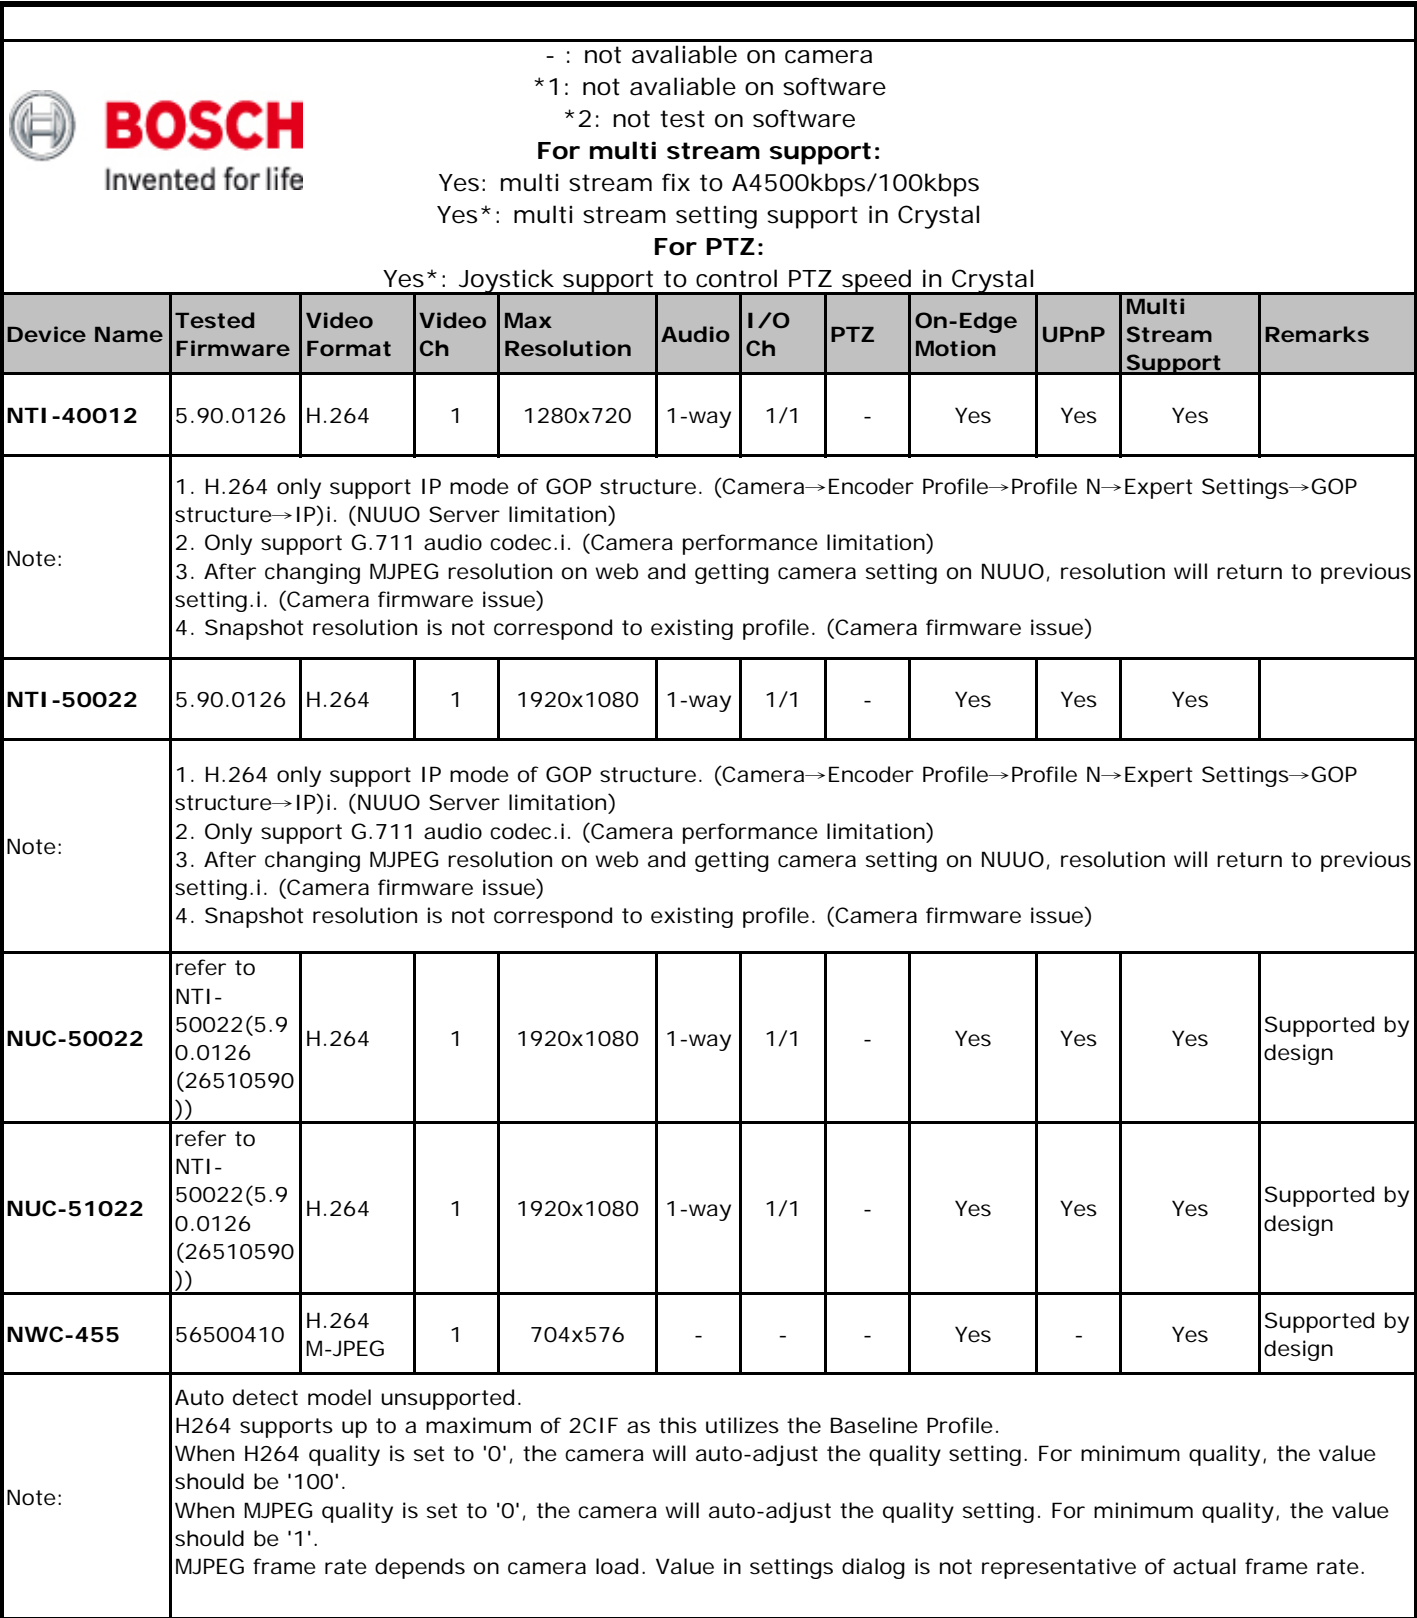 - : not avaliable on camera
*1: not avaliable on software
*2: not test on software
For multi stream support:
Yes: multi stream fix to A4500kbps/100kbps
Yes*: multi stream setting support in Crystal
For PTZ:
Yes*: Joystick support to control PTZ speed in Crystal
BOSCH
Invented for life
Device Name Tested Firmware Video Format Video Ch Max Resolution Audio I/O Ch PTZ On-Edge Motion UPnP Multi Stream Support Remarks
NTI-40012 5.90.0126 H.264 1 1280x720 1-way 1/1 - Yes Yes Yes
Note:
1. H.264 only support IP mode of GOP structure. (Camera→Encoder Profile→Profile N→Expert Settings→GOP
structure→IP)i. (NUUO Server limitation)
2. Only support G.711 audio codec.i. (Camera performance limitation)
3. After changing MJPEG resolution on web and getting camera setting on NUUO, resolution will return to previous
setting.i. (Camera firmware issue)
4. Snapshot resolution is not correspond to existing profile. (Camera firmware issue)
NTI-50022 5.90.0126 H.264 1 1920x1080 1-way 1/1 - Yes Yes Yes
Note:
1. H.264 only support IP mode of GOP structure. (Camera→Encoder Profile→Profile N→Expert Settings→GOP
structure→IP)i. (NUUO Server limitation)
2. Only support G.711 audio codec.i. (Camera performance limitation)
3. After changing MJPEG resolution on web and getting camera setting on NUUO, resolution will return to previous
setting.i. (Camera firmware issue)
4. Snapshot resolution is not correspond to existing profile. (Camera firmware issue)
NUC-50022 refer to NTI-50022(5.90.0126 (26510590)) H.264 1 1920x1080 1-way 1/1 - Yes Yes Yes Supported by design
NUC-51022 refer to NTI-50022(5.90.0126 (26510590)) H.264 1 1920x1080 1-way 1/1 - Yes Yes Yes Supported by design
NWC-455 56500410 H.264 M-JPEG 1 704x576 - - - Yes - Yes Supported by design
Note:
Auto detect model unsupported.
H264 supports up to a maximum of 2CIF as this utilizes the Baseline Profile.
When H264 quality is set to '0', the camera will auto-adjust the quality setting. For minimum quality, the value
should be '100'.
When MJPEG quality is set to '0', the camera will auto-adjust the quality setting. For minimum quality, the value
should be '1'.
MJPEG frame rate depends on camera load. Value in settings dialog is not representative of actual frame rate.